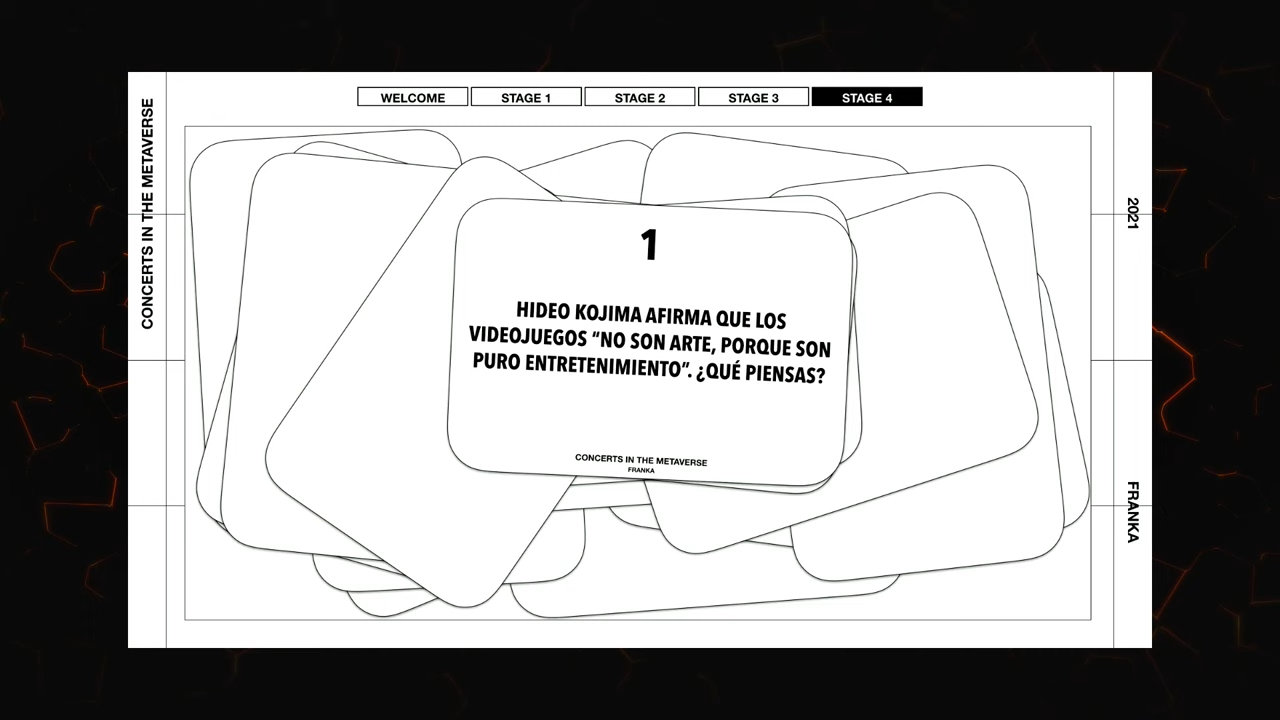 WELCOME
STAGE 1
STAGE 2
STAGE 3
STAGE 4
CONCERTS IN THE METAVERSE
2021
FRANKA
1
HIDEO KOJIMA AFIRMA QUE LOS
VIDEOJUEGOS “NO SON ARTE, PORQUE SON
PURO ENTRETENIMIENTO”. ¿QUÉ PIENSAS?
CONCERTS IN THE METAVERSE
FRANKA